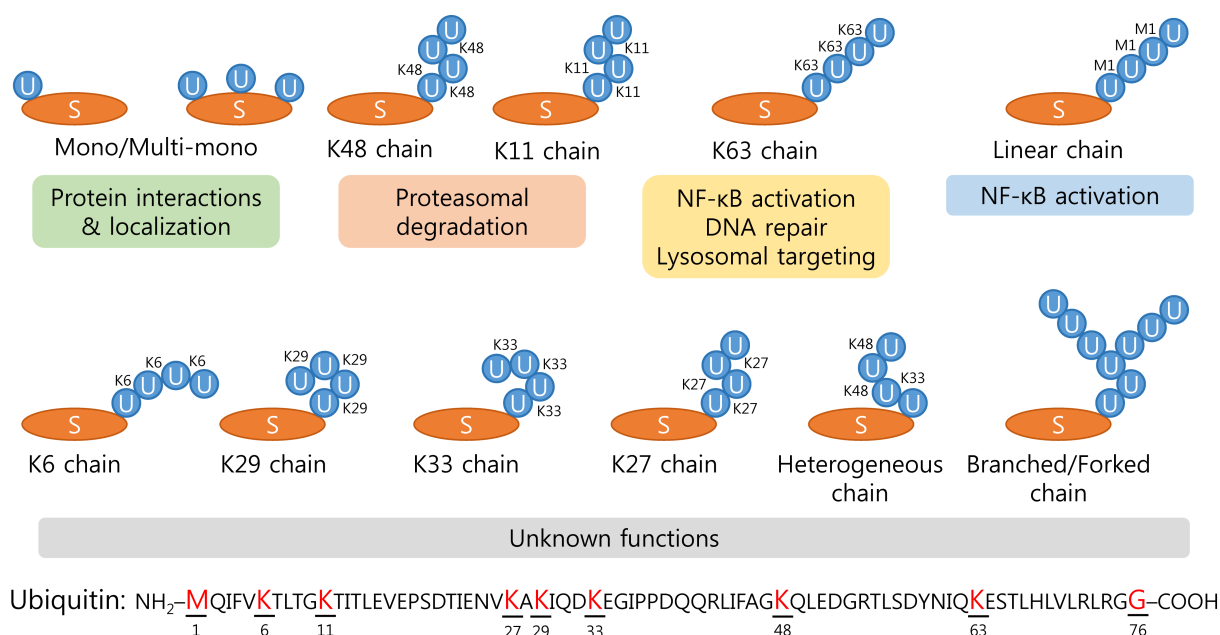 U U U U
S S
Mono/Multi-mono
Protein interactions
& localization
U U U U
K48 K48 K48
S
K48 chain
U U U U
K11 K11 K11
S
K11 chain
Proteasomal
degradation
K63 K63 K63
U U U U
S
K63 chain
NF-κB activation
DNA repair
Lysosomal targeting
M1 M1 M1
U U U U
S
Linear chain
NF-κB activation
K6 K6 K6
U U U U
S
K6 chain
K29 K29 K29
U U U U
S
K29 chain
K33 K33 K33
U U U U
S
K33 chain
K27 K27 K27
U U U U
S
K27 chain
K48 K48 K33
U U U U
S
Heterogeneous
chain
U U U U U U U U U
S
Branched/Forked
chain
Unknown functions
Ubiquitin: NH2–MQIFVKTLTGKTITLEVEPSDTIENVKAKIQDKEGIPPDQQRLIFAGKQLEDGRTLSDYNIQKESTLHLVLRLRGG–COOH
1 6 11 27 29 33 48 63 76